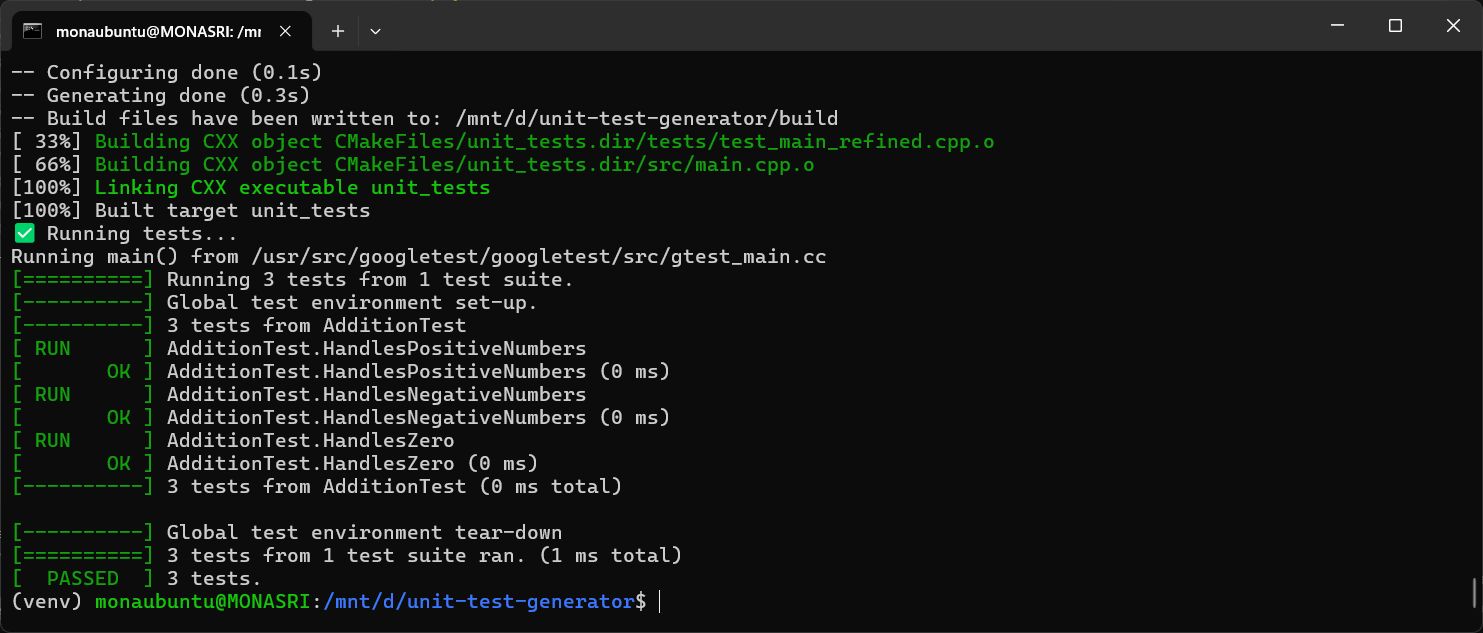 monaubuntu@MONASRI: /mr
-- Configuring done (0.1s)
-- Generating done (0.3s)
-- Build files have been written to: /mnt/d/unit-test-generator/build
[ 33%] Building CXX object CMakeFiles/unit_tests.dir/tests/test_main_refined.cpp.o
[ 66%] Building CXX object CMakeFiles/unit_tests.dir/src/main.cpp.o
[100%] Linking CXX executable unit_tests
[100%] Built target unit_tests
✅ Running tests...
Running main() from /usr/src/googletest/googletest/src/gtest_main.cc
[==========] Running 3 tests from 1 test suite.
[----------] Global test environment set-up.
[----------] 3 tests from AdditionTest
[ RUN      ] AdditionTest.HandlesPositiveNumbers
[       OK ] AdditionTest.HandlesPositiveNumbers (0 ms)
[ RUN      ] AdditionTest.HandlesNegativeNumbers
[       OK ] AdditionTest.HandlesNegativeNumbers (0 ms)
[ RUN      ] AdditionTest.HandlesZero
[       OK ] AdditionTest.HandlesZero (0 ms)
[----------] 3 tests from AdditionTest (0 ms total)
[----------] Global test environment tear-down
[==========] 3 tests from 1 test suite ran. (1 ms total)
[  PASSED  ] 3 tests.
(venv) monaubuntu@MONASRI:/mnt/d/unit-test-generator$